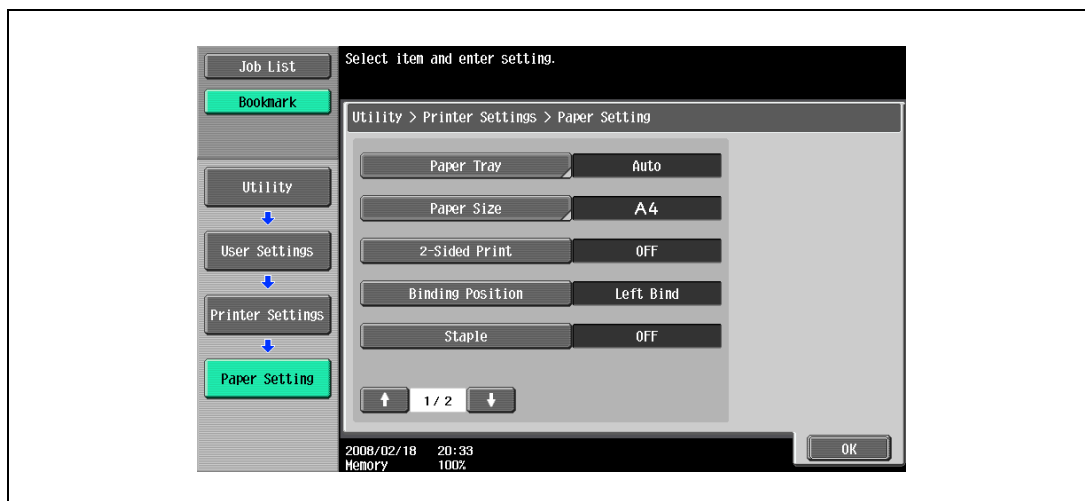 Job List
Bookmark
Utility
User Settings
Printer Settings
Paper Setting
Select item and enter setting.
Utility > Printer Settings > Paper Setting
Paper Tray Auto
Paper Size A4
2-Sided Print OFF
Binding Position Left Bind
Staple OFF
1/ 2
2008/02/18 20:33
Memory 100%
OK